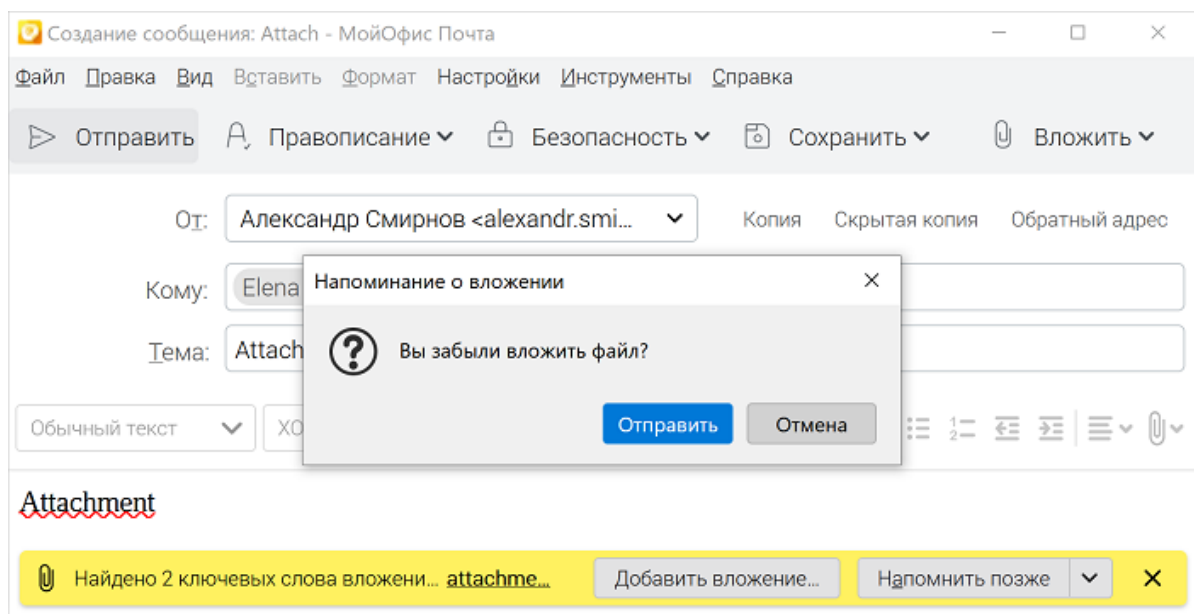 Создание сообщения: Attach - МойОфис Почта
Файл Правка Вид Вставить Формат Настройки Инструменты Справка
Отправить Правописание Безопасность Сохранить Вложить
От: Александр Смирнов <alexandr.smi... Копия Скрытая копия Обратный адрес
Напоминание о вложении
Кому: Elena
Вы забыли вложить файл?
Тема: Attach
Отправить Отмена
Обычный текст
Attachment
Найдено 2 ключевых слова вложени... attachme... Добавить вложение... Напомнить позже